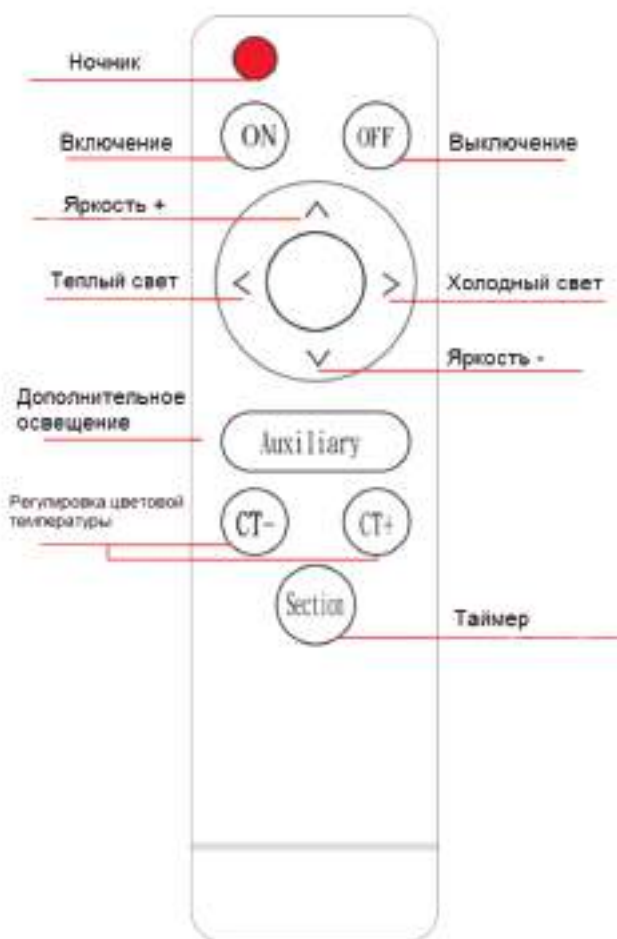 Ночник
ON
OFF
Включение
Выключение
Яркость +
Теплый свет
Холодный свет
Яркость -
Дополнительное
освещение
Auxiliary
Регулировка цветовой
температуры
CT-
CT+
Section
Таймер